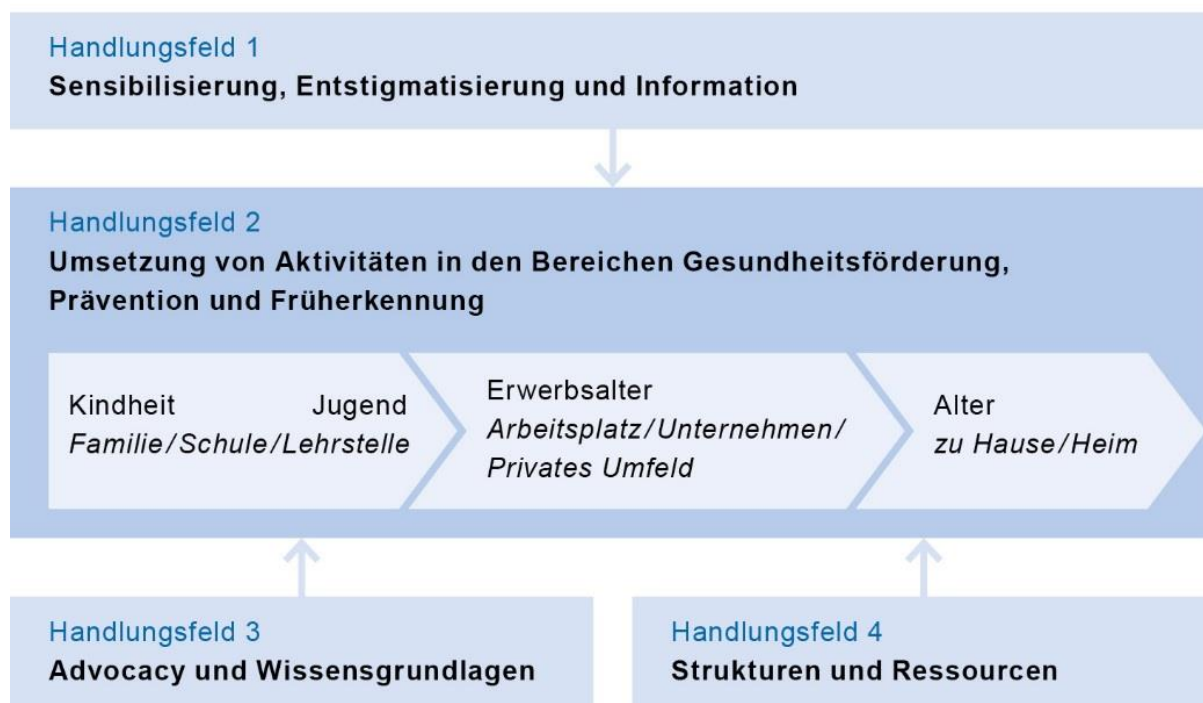 Handlungsfeld 1
Sensibilisierung, Entstigmatisierung und Information
Handlungsfeld 2
Umsetzung von Aktivitäten in den Bereichen Gesundheitsförderung,
Prävention und Früherkennung
Kindheit Jugend
Familie/Schule/Lehrstelle
Erwerbsalter
Arbeitsplatz/Unternehmen/
Privates Umfeld
Alter
zu Hause/Heim
Handlungsfeld 3
Advocacy und Wissensgrundlagen
Handlungsfeld 4
Strukturen und Ressourcen